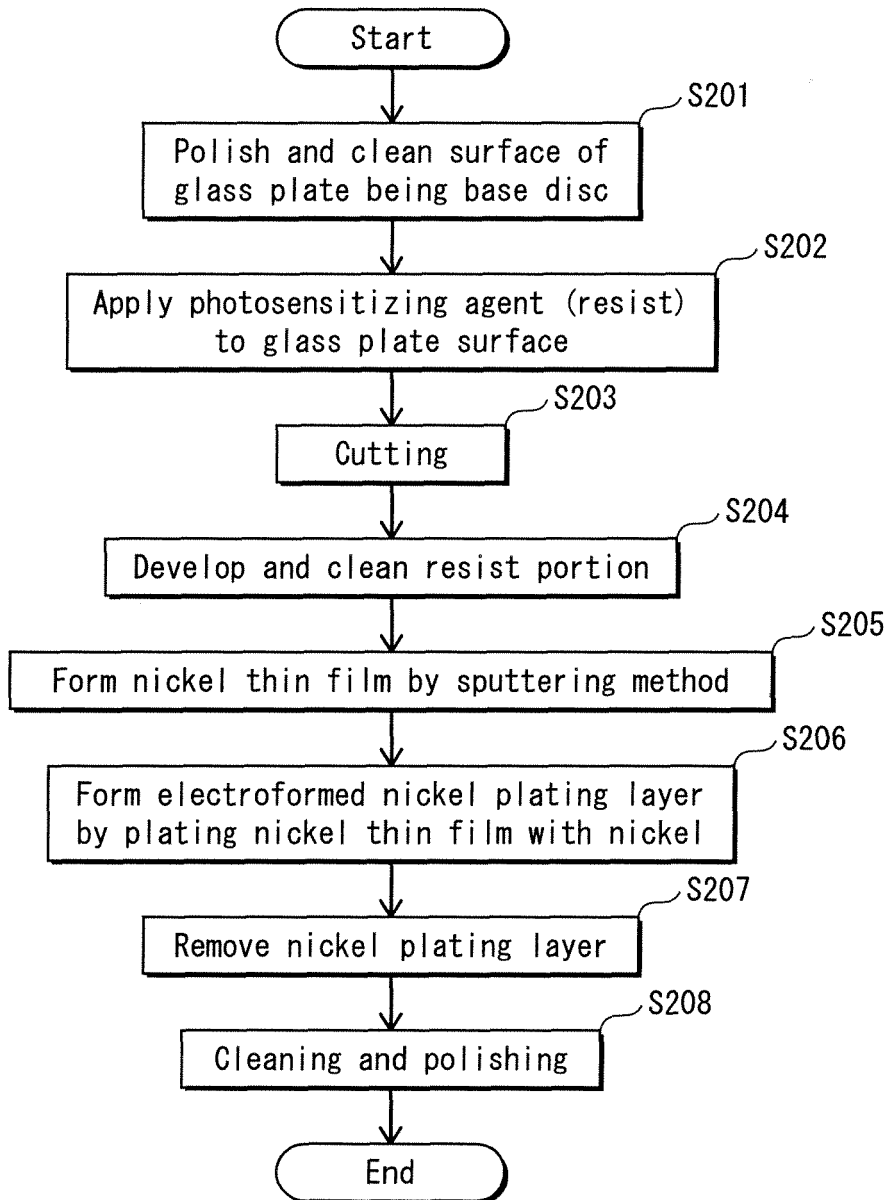 Start
S201
Polish and clean surface of
glass plate being base disc
S202
Apply photosensitizing agent (resist)
to glass plate surface
S203
Cutting
S204
Develop and clean resist portion
S205
Form nickel thin film by sputtering method
S206
Form electroformed nickel plating layer
by plating nickel thin film with nickel
S207
Remove nickel plating layer
S208
Cleaning and polishing
End